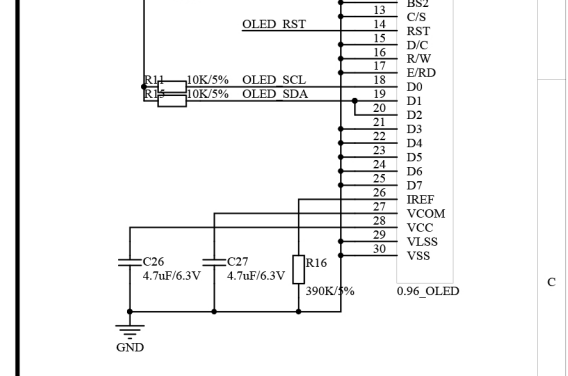 BS2
13 C/S
OLED_RST 14 RST
15 D/C
16 R/W
17 E/RD
R11 10K/5% OLED_SCL 18 D0
R15 10K/5% OLED_SDA 19 D1
20 D2
21 D3
22 D4
23 D5
24 D6
25 D7
26 IREF
27 VCOM
28 VCC
29 VLSS
30 VSS
C26 C27 R16
4.7uF/6.3V 4.7uF/6.3V
C
390K/5% 0.96_OLED
GND